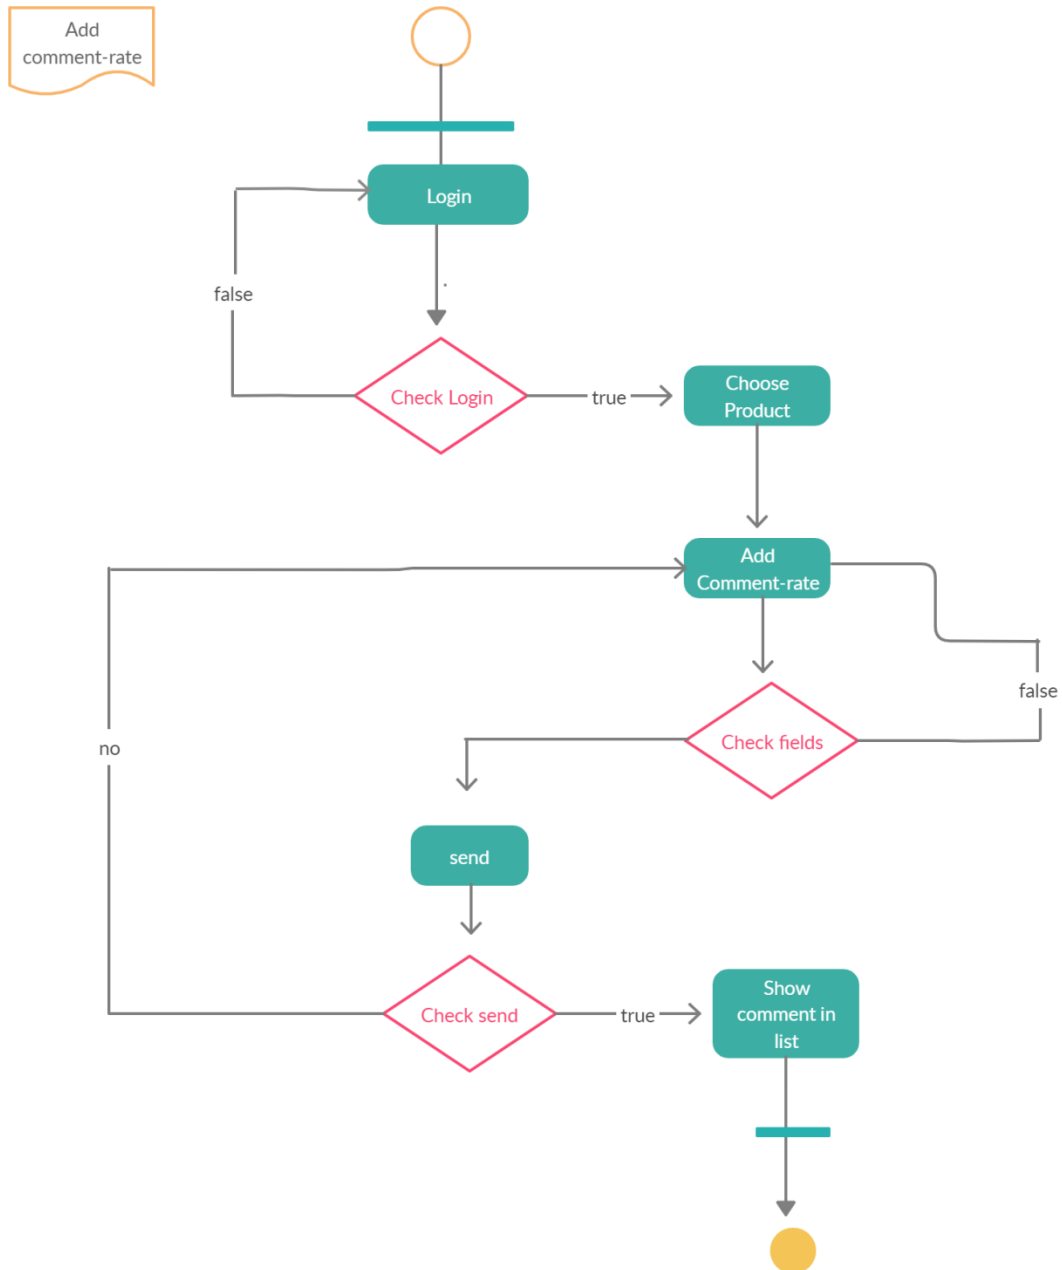 Add
comment-rate
Login
false
Check Login
true
Choose
Product
Add
Comment-rate
false
no
Check fields
send
Check send
true
Show
comment in
list